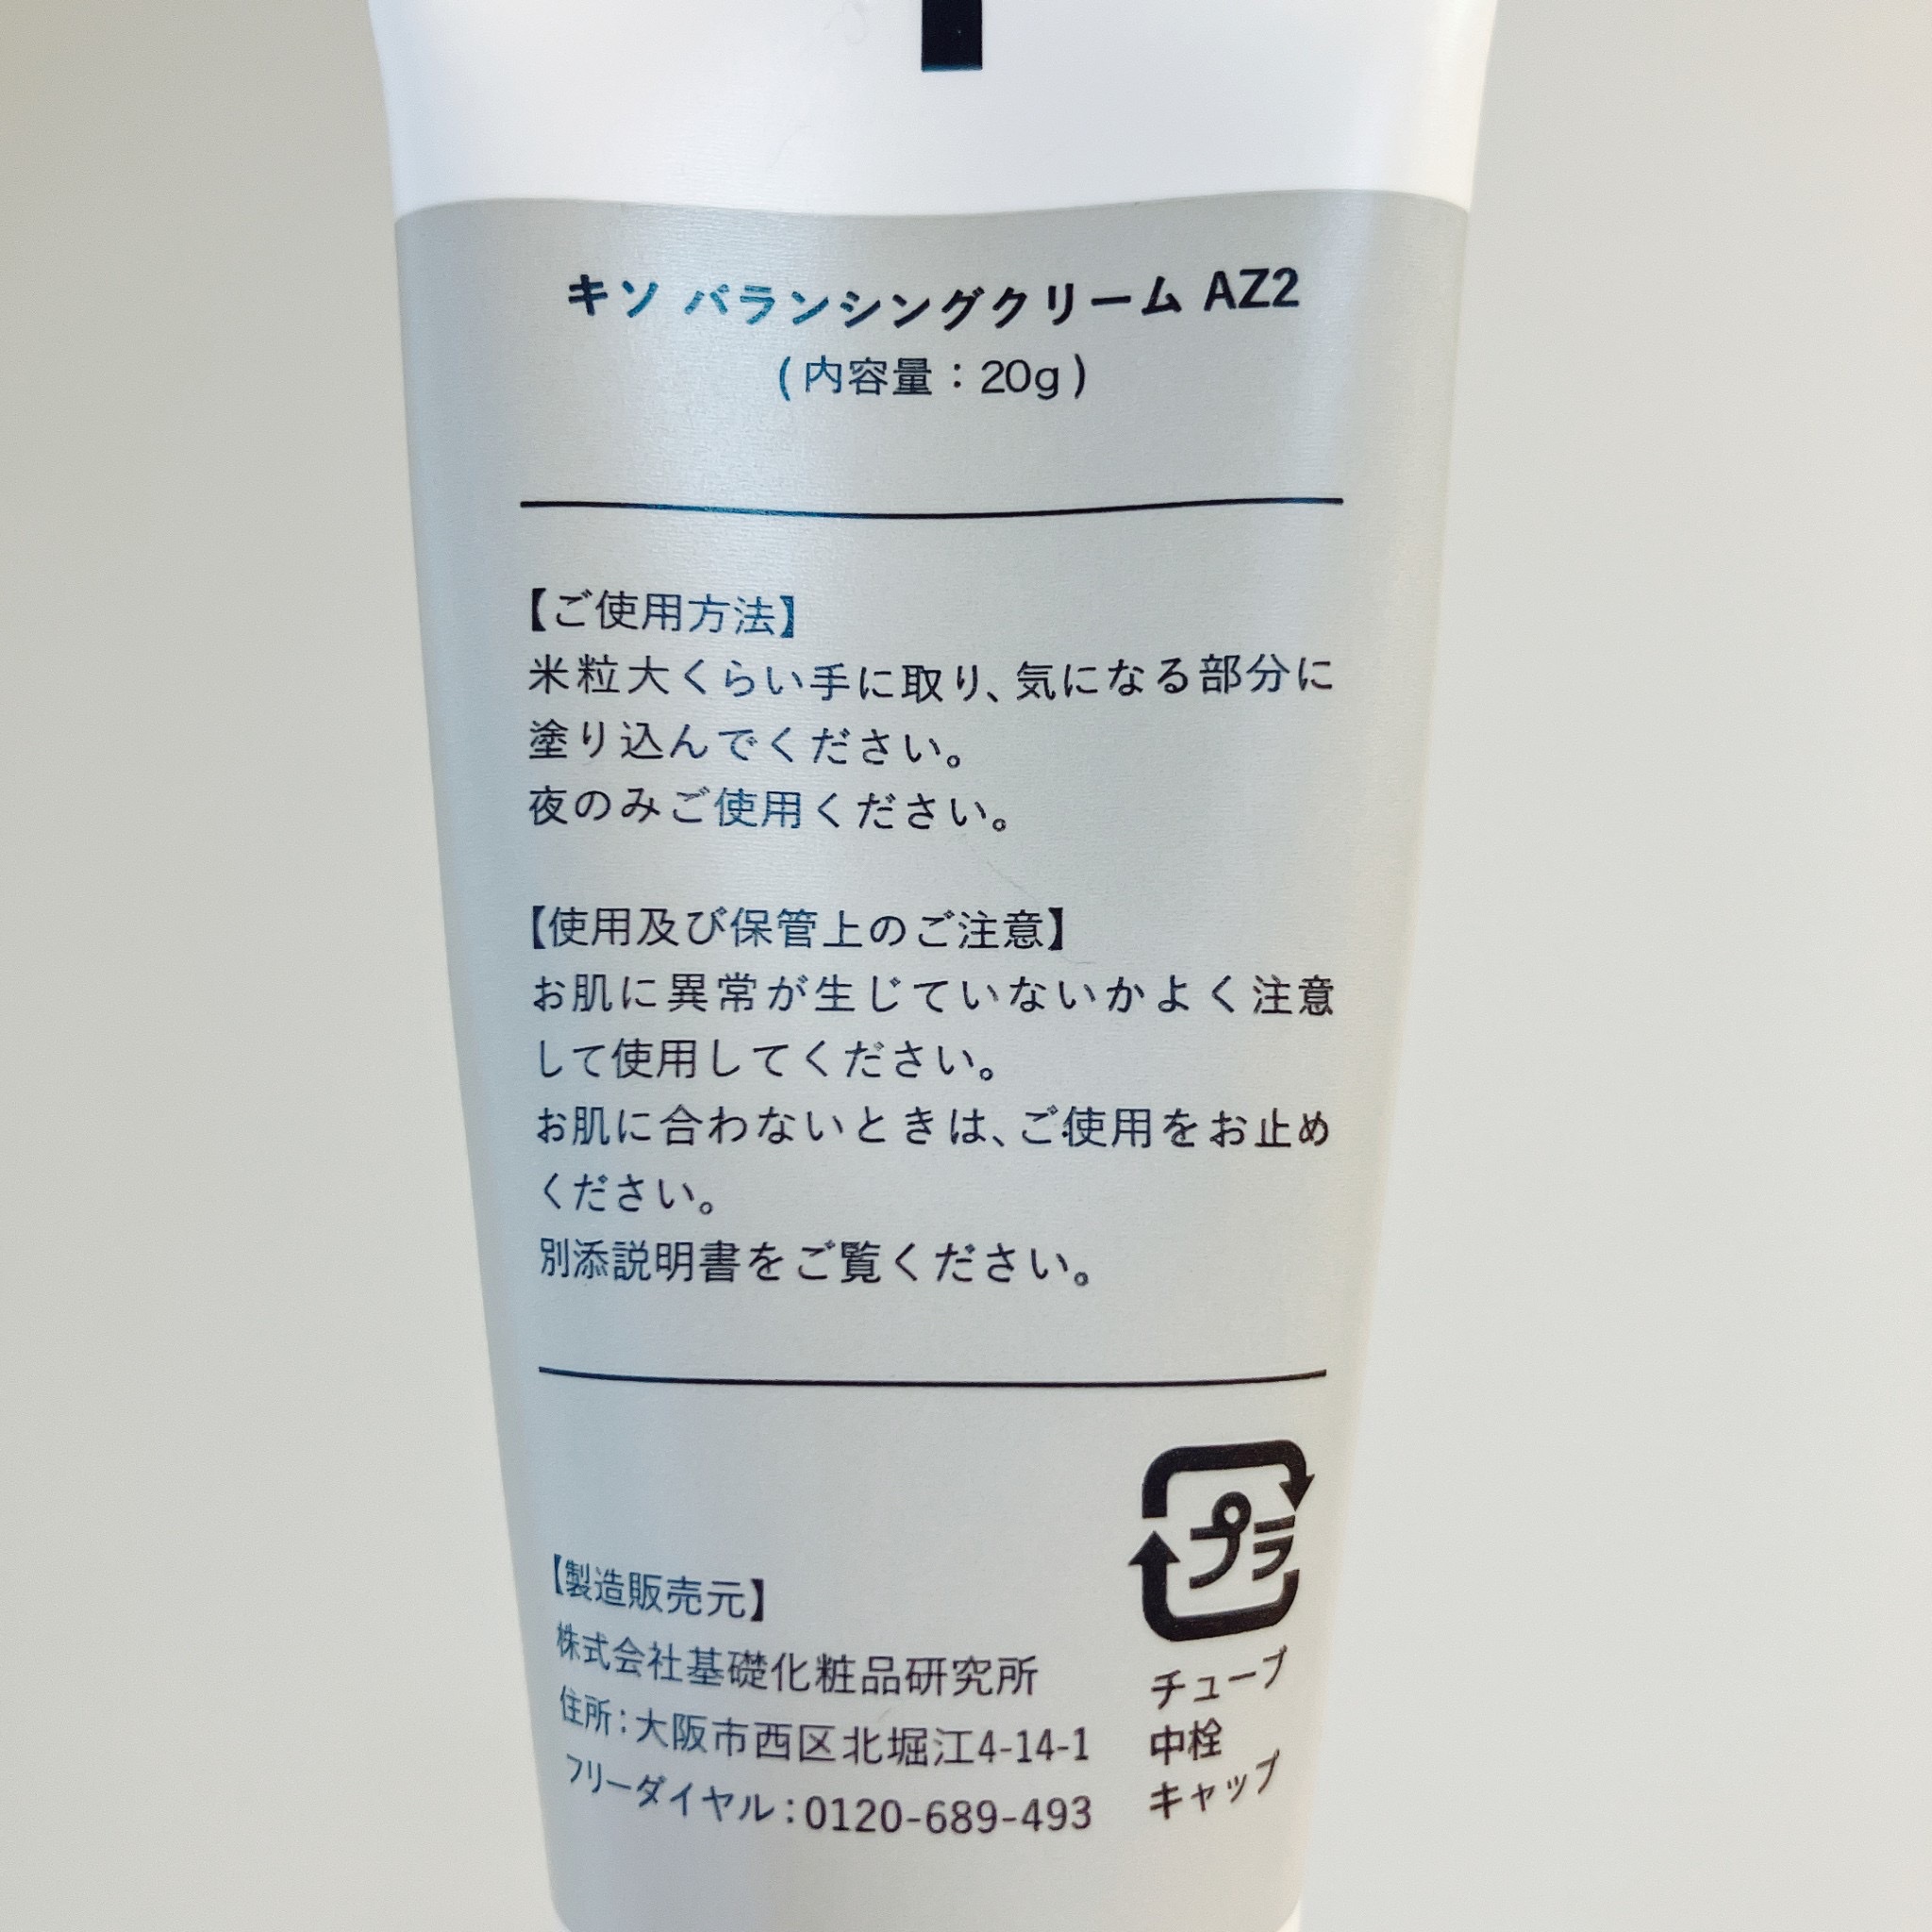 キソ バランシングクリーム AZ2
(内容量：20g)
【ご使用方法】
米粒大くらい手に取り、気になる部分に
塗り込んでください。
夜のみご使用ください。
【使用及び保管上のご注意】
お肌に異常が生じていないかよく注意
して使用してください。
お肌に合わないときは、ご使用をお止め
ください。
別添説明書をご覧ください。
プラ
チューブ
中栓
キャップ
【製造販売元】
株式会社基礎化粧品研究所
住所：大阪市西区北堀江4-14-1
フリーダイヤル：0120-689-493